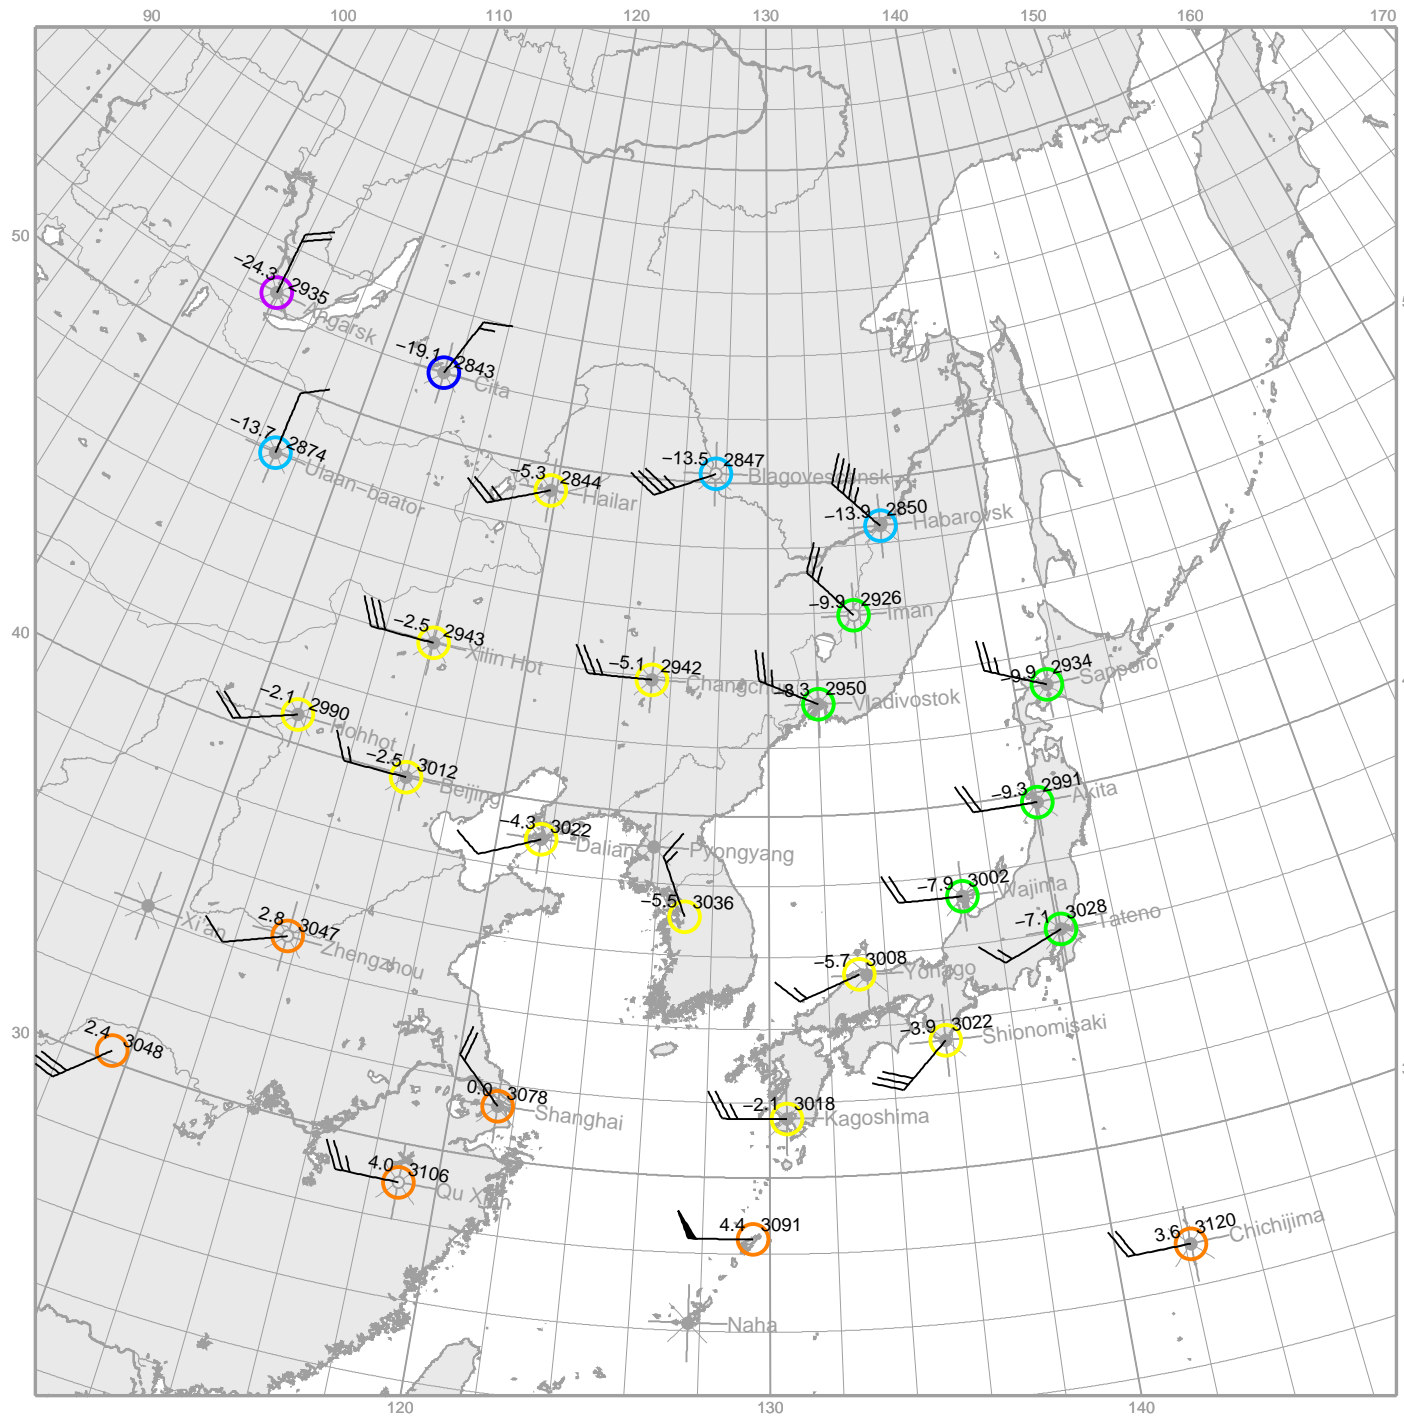 90 100 110 120 130 140 150 160 170
50
−24.3 2935
Angarsk
−19.1 2843
Cita
−13.7 2874
Ulaan−baator
−5.3 2844
Hailar
−13.5 2847
−13.9 2850
Habarovsk
−9.9 2926
Iman
40
−2.5 2943
Xilin Hot
−5.1 2942
−8.3 2950
Vladivostok
−9.9 2934
Sapporo
−2.1 2990
Hohhot
−2.5 3012
Beijing
−9.3 2991
Akita
−4.3 3022
Dalian
Pyongyang
−7.9 3002
Wajima
−5.5 3036
−7.1 3028
Tateno
Xi'an
2.8 3047
Zhengzhou
−5.7 3008
Yonago
30
2.4 3048
−3.9 3022
Shionomisaki
0.0 3078
Shanghai
−2.1 3018
Kagoshima
4.0 3106
Qu Xian
4.4 3091
3.6 3120
Chichijima
Naha
120 130 140